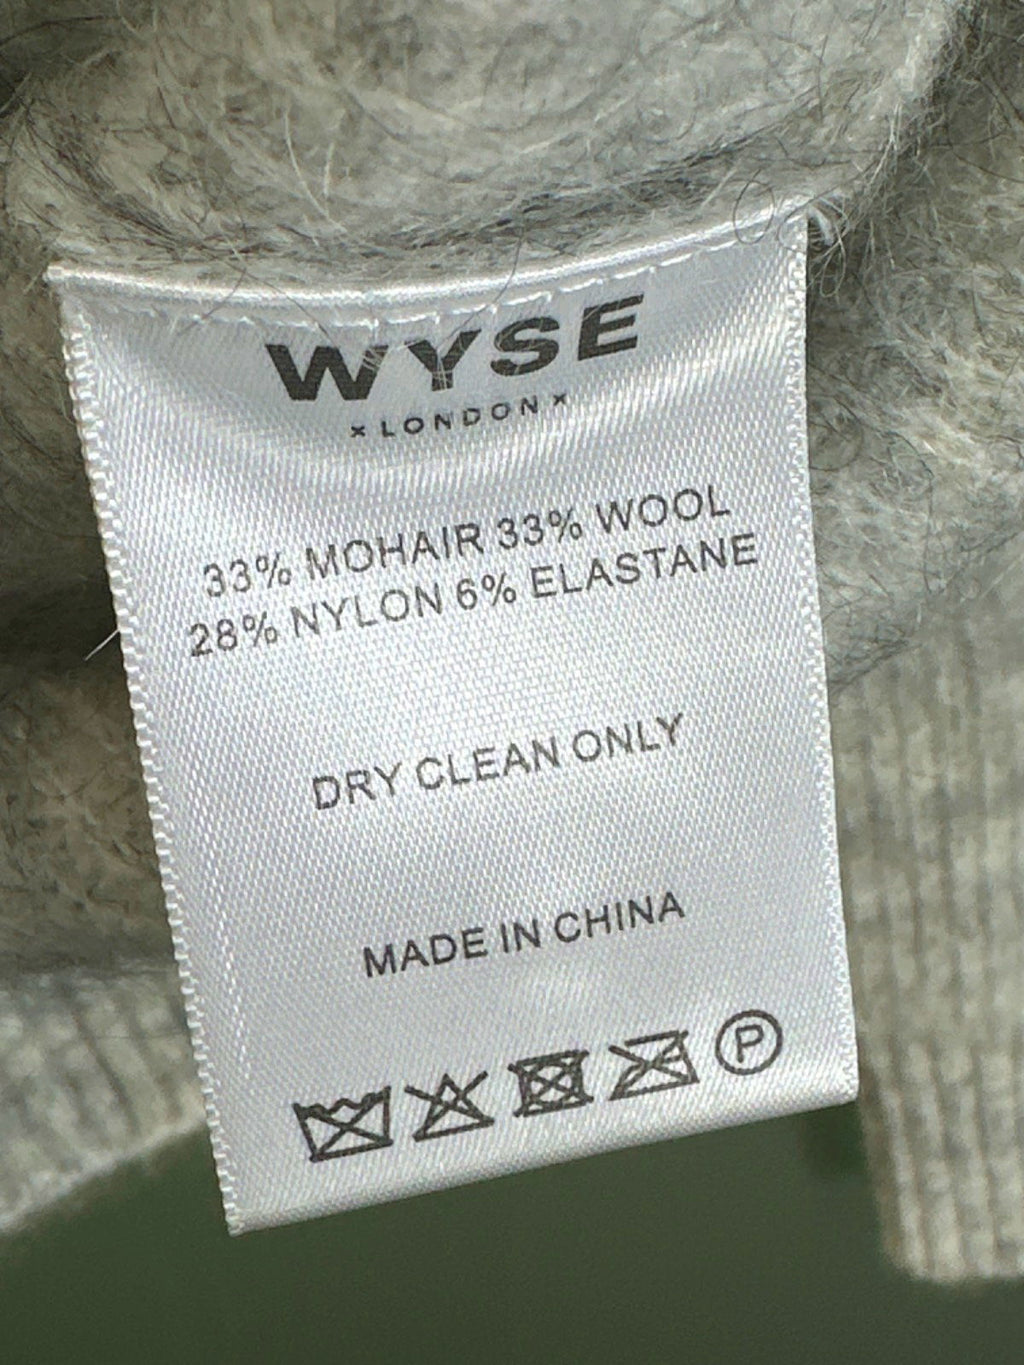 WYSE
×LONDON×
33% MOHAIR 33% WOOL
28% NYLON 6% ELASTANE
DRY CLEAN ONLY
MADE IN CHINA
P